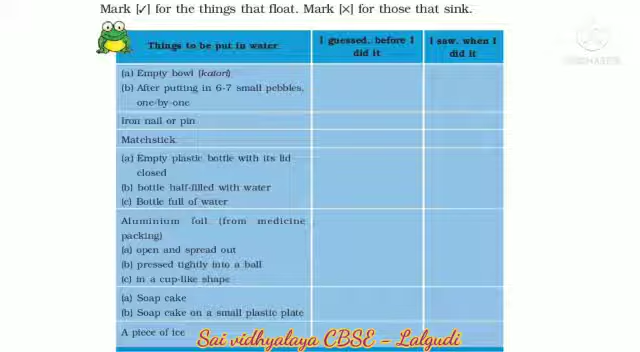 Mark [✓] for the things that float. Mark [×] for those that sink.
Things to be put in water
I guessed, before I
did it
I saw, when I
did it
(a) Empty bowl (katori)
(b) After putting in 6-7 small pebbles,
one-by-one
Iron nail or pin
Matchstick
(a) Empty plastic bottle with its lid
closed
(b) bottle half-filled with water
(c) Bottle full of water
Aluminium foil (from medicine
packing)
(a) open and spread out
(b) pressed tightly into a ball
(c) in a cup-like shape
(a) Soap cake
(b) Soap cake on a small plastic plate
A piece of ice
Sai vidhyalaya CBSE - Lalgudi